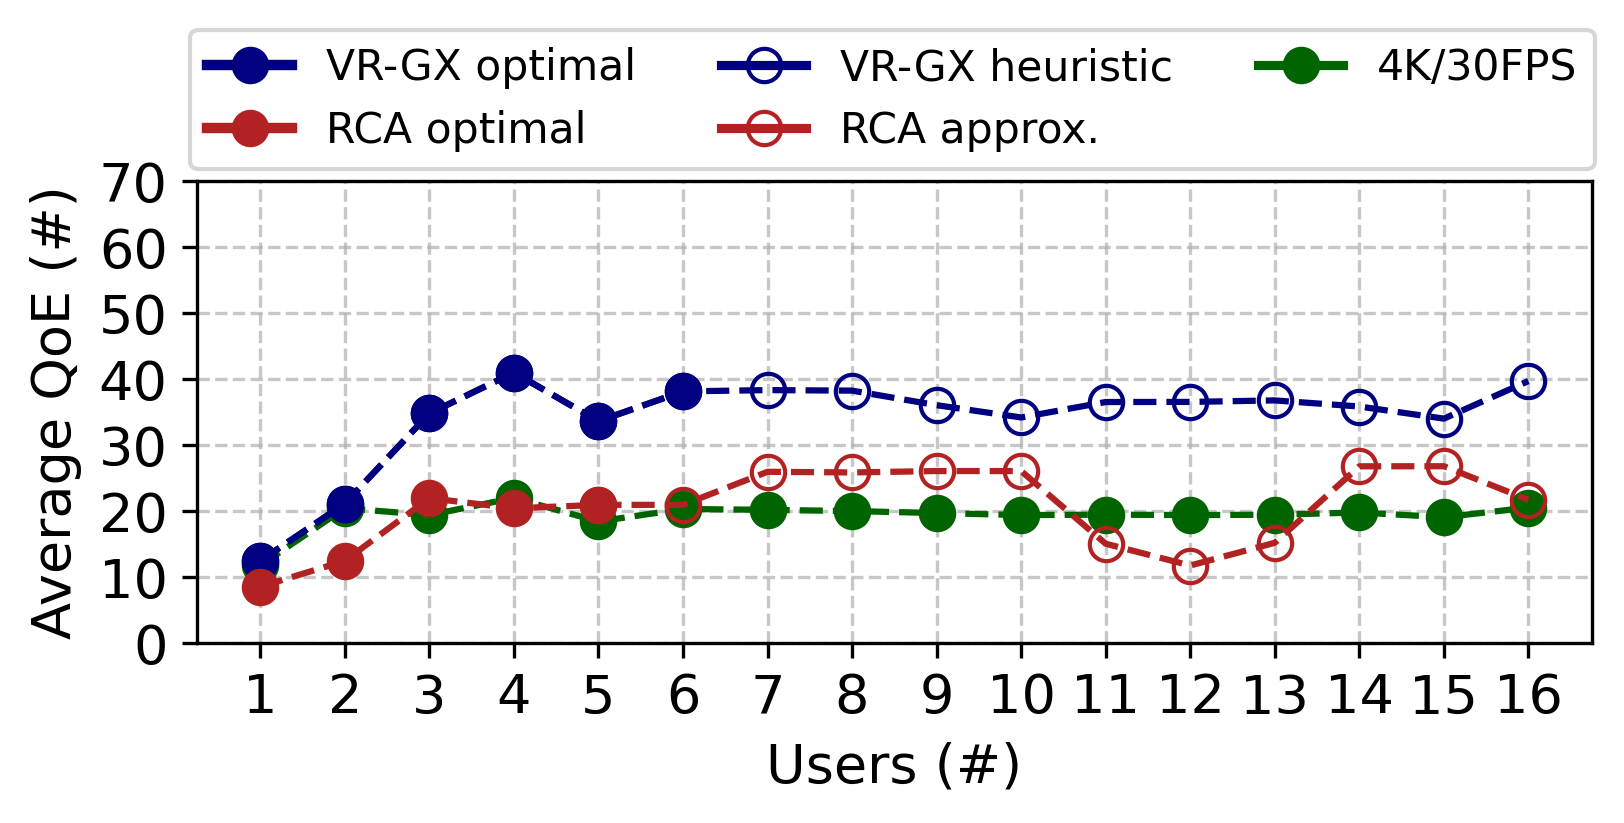 VR-GX optimal VR-GX heuristic 4K/30FPS
RCA optimal RCA approx.
Average QoE (#)
70
60
50
40
30
20
10
0
1 2 3 4 5 6 7 8 9 10 11 12 13 14 15 16
Users (#)